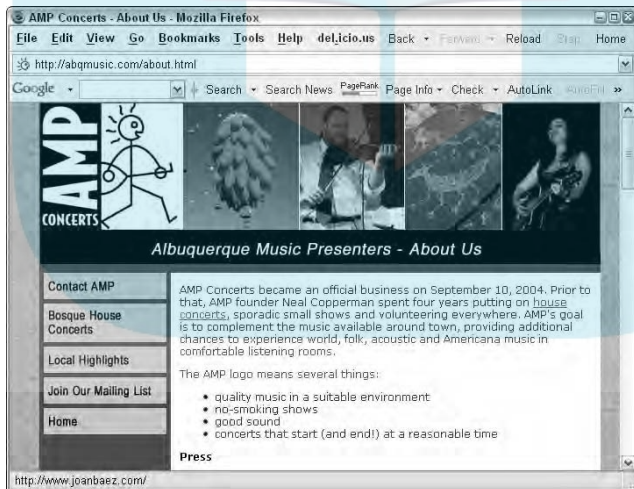 AMP Concerts - About Us - Mozilla Firefox
File Edit View Go Bookmarks Tools Help del.icio.us Back Forward Reload Stop Home
http://abqmusic.com/about.html
Google Search Search News PageRank Page Info Check AutoLink AutoFill »
AMP
CONCERTS
Albuquerque Music Presenters - About Us
Contact AMP
Bosque House
Concerts
Local Highlights
Join Our Mailing List
Home
AMP Concerts became an official business on September 10, 2004. Prior to
that, AMP founder Neal Copperman spent four years putting on house
concerts, sporadic small shows and volunteering everywhere. AMP's goal
is to complement the music available around town, providing additional
chances to experience world, folk, acoustic and Americana music in
comfortable listening rooms.
The AMP logo means several things:
• quality music in a suitable environment
• no-smoking shows
• good sound
• concerts that start (and end!) at a reasonable time
Press
http://www.joanbaez.com/